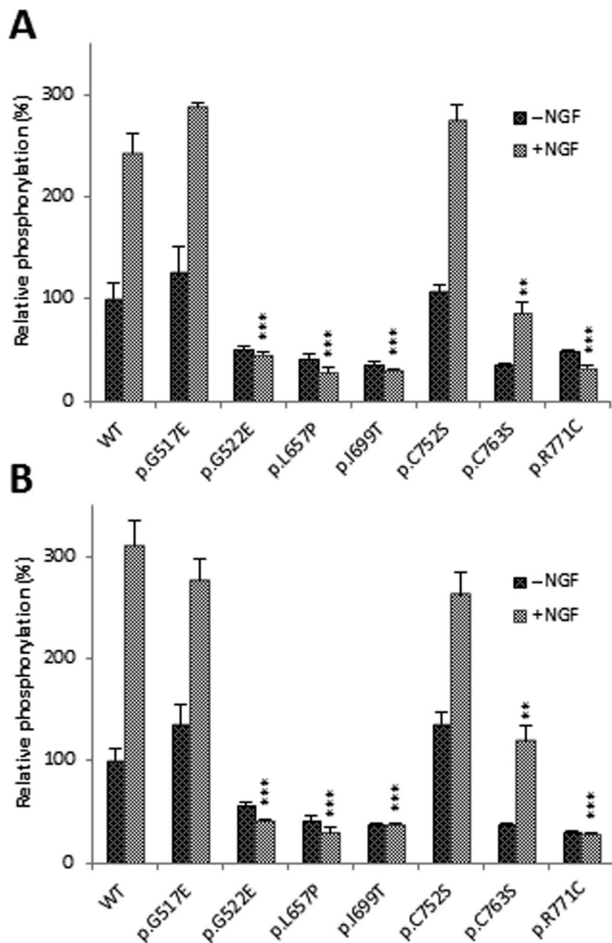 A
Relative phosphorylation (%)
300
200
100
0
–NGF
+NGF
*** *** *** ** ***
WT p.G517E p.G522E p.L657P p.I699T p.C752S p.C763S p.R771C
B
Relative phosphorylation (%)
300
200
100
0
–NGF
+NGF
*** *** *** ** ***
WT p.G517E p.G522E p.L657P p.I699T p.C752S p.C763S p.R771C